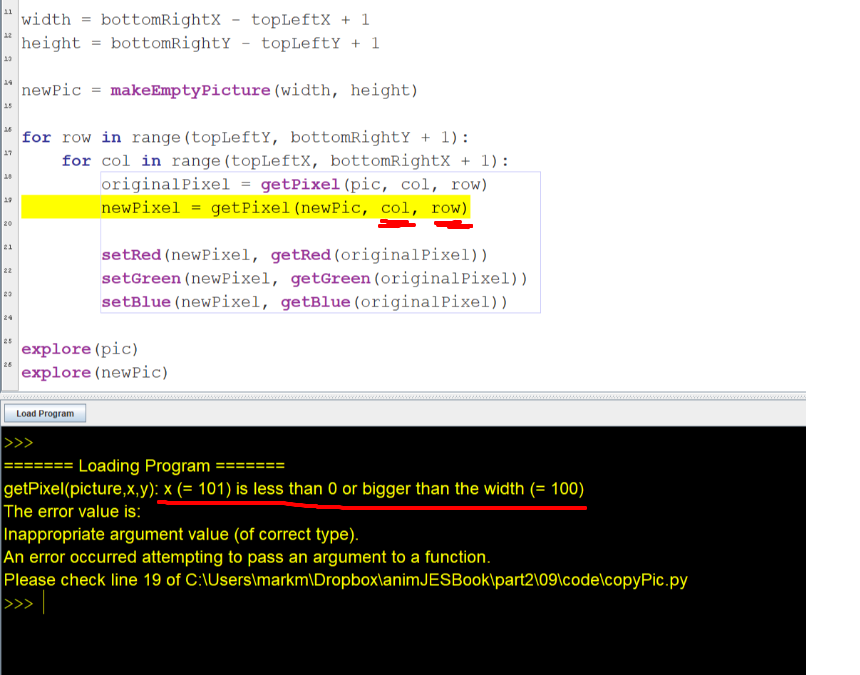 11 width = bottomRightX - topLeftX + 1
12 height = bottomRightY - topLeftY + 1
13
14 newPic = makeEmptyPicture(width, height)
15
16 for row in range(topLeftY, bottomRightY + 1):
17 for col in range(topLeftX, bottomRightX + 1):
18 originalPixel = getPixel(pic, col, row)
19 newPixel = getPixel(newPic, col, row)
20
21 setRed(newPixel, getRed(originalPixel))
22 setGreen(newPixel, getGreen(originalPixel))
23 setBlue(newPixel, getBlue(originalPixel))
24
25 explore(pic)
26 explore(newPic)
Load Program
>>>
======= Loading Program =======
getPixel(picture,x,y): x (= 101) is less than 0 or bigger than the width (= 100)
The error value is:
Inappropriate argument value (of correct type).
An error occurred attempting to pass an argument to a function.
Please check line 19 of C:\Users\markm\Dropbox\animJESBook\part2\09\code\copyPic.py
>>>